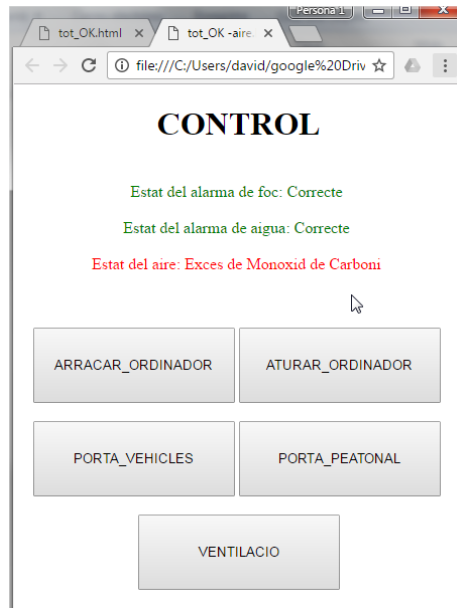 Persona 1
tot_OK.html
tot_OK -aire.
file:///C:/Users/david/google%20Driv
CONTROL
Estat del alarma de foc: Correcte
Estat del alarma de aigua: Correcte
Estat del aire: Exces de Monoxid de Carboni
ARRACAR_ORDINADOR ATURAR_ORDINADOR
PORTA_VEHICLES PORTA_PEATONAL
VENTILACIO